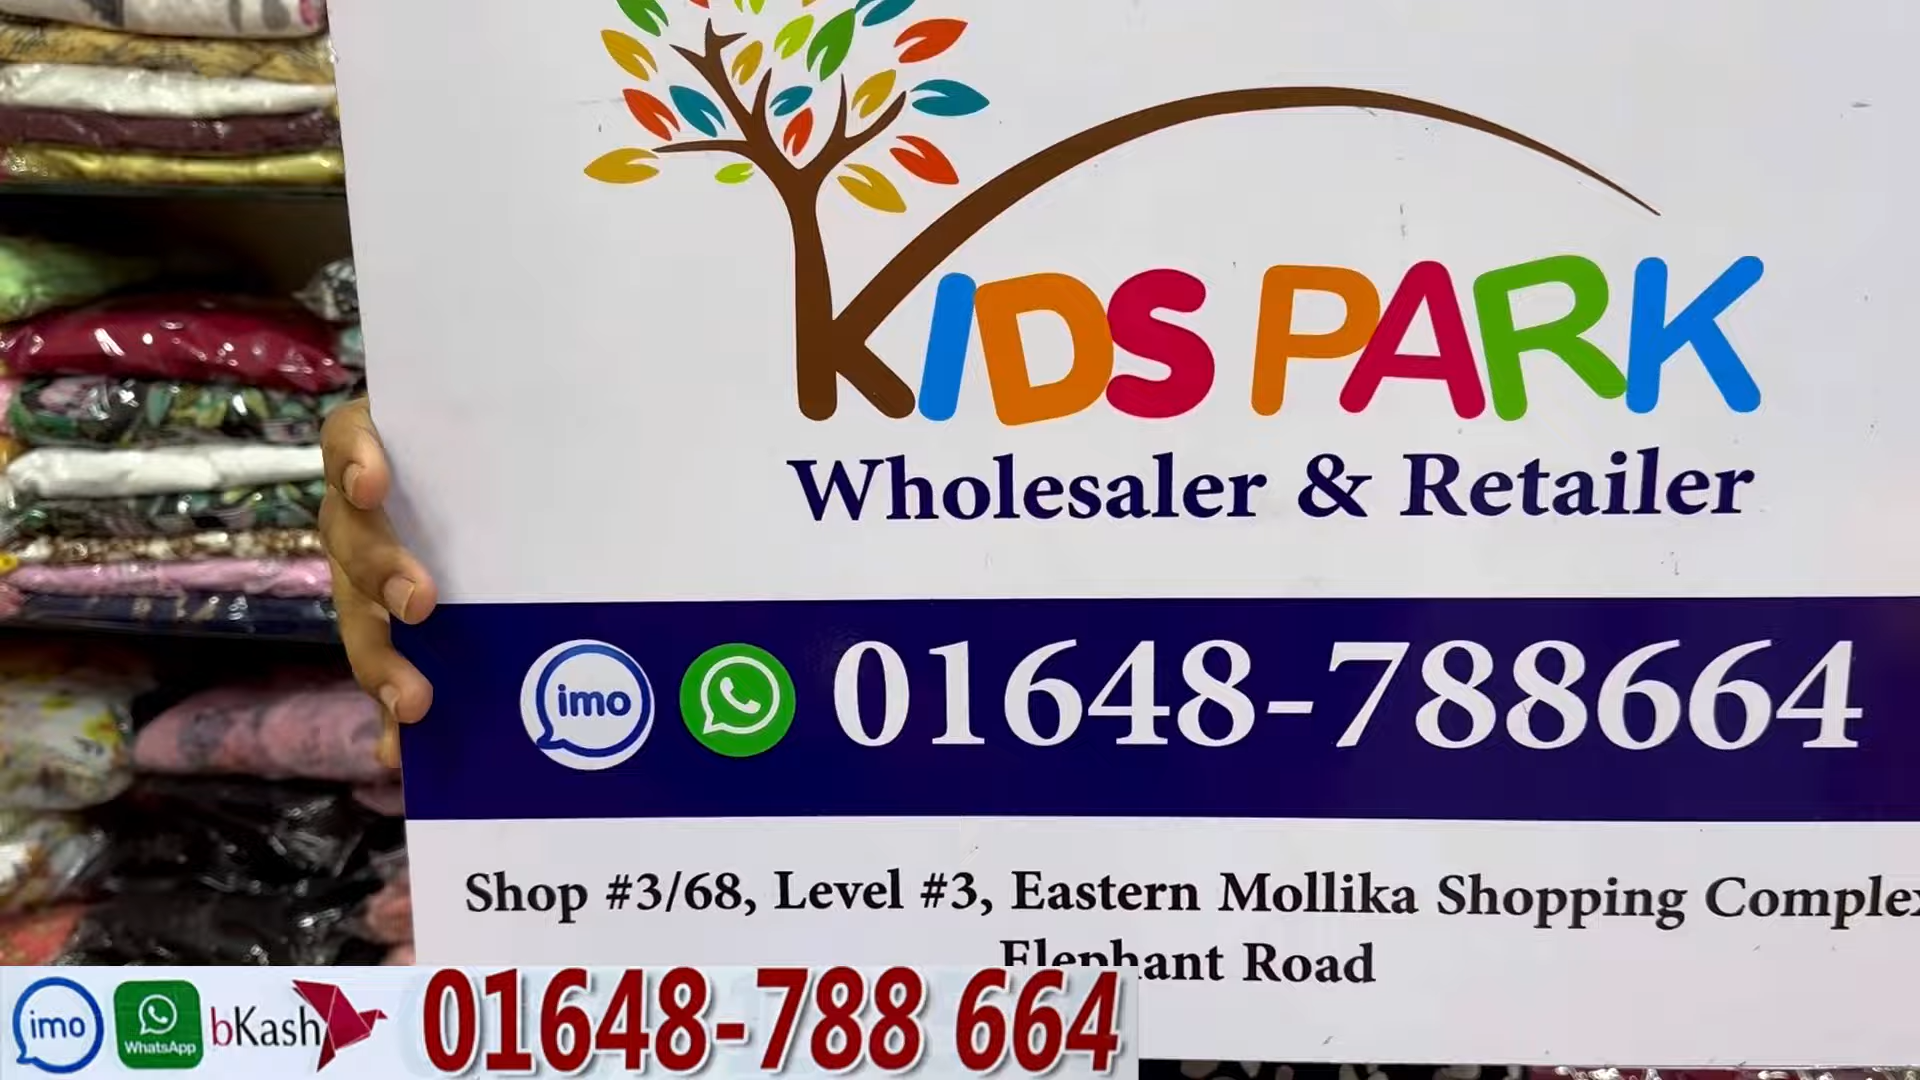 KIDS PARK
Wholesaler & Retailer
imo 01648-788664
Shop #3/68, Level #3, Eastern Mollika Shopping Complex
Elephant Road
imo WhatsApp bKash 01648-788 664